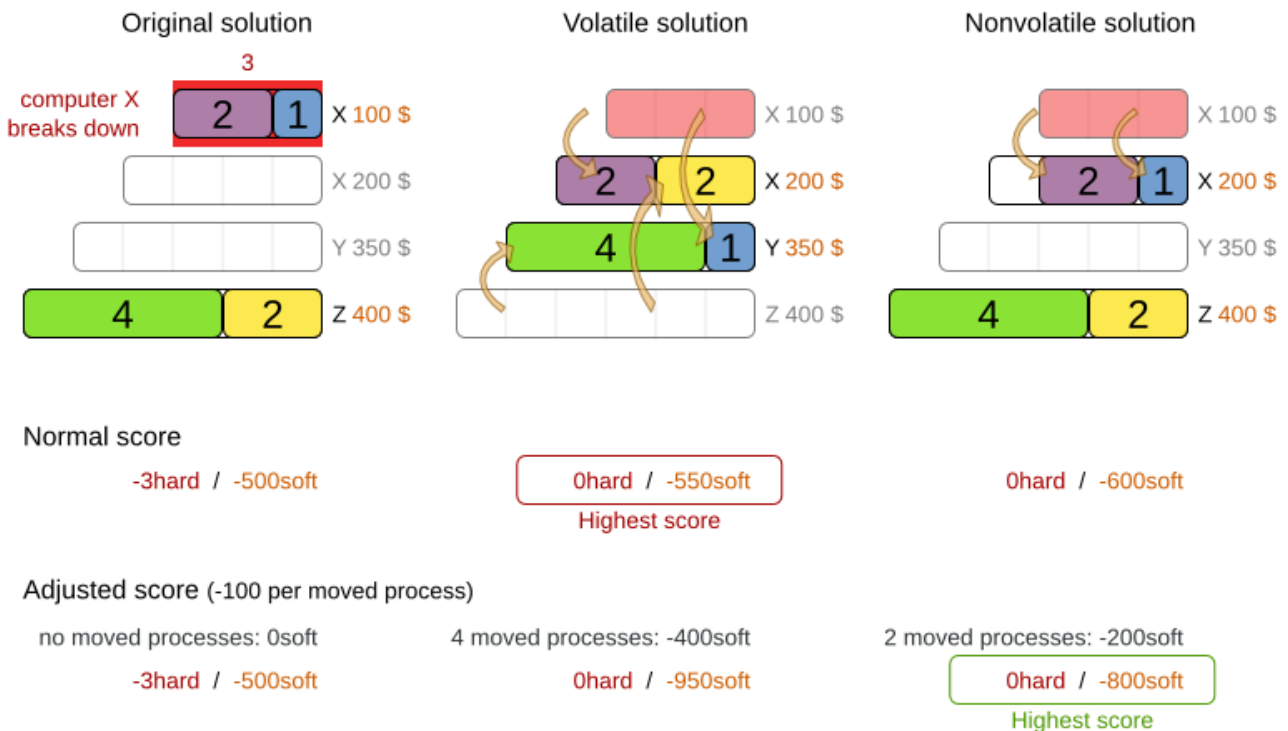 Original solution
Volatile solution
Nonvolatile solution
3
computer X
breaks down
2 1 X 100 $
X 100 $
X 100 $
X 200 $
2 2 X 200 $
2 1 X 200 $
Y 350 $
4 1 Y 350 $
Y 350 $
4 2 Z 400 $
Z 400 $
4 2 Z 400 $
Normal score
-3hard / -500soft
0hard / -550soft
0hard / -600soft
Highest score
Adjusted score (-100 per moved process)
no moved processes: 0soft
4 moved processes: -400soft
2 moved processes: -200soft
-3hard / -500soft
0hard / -950soft
0hard / -800soft
Highest score